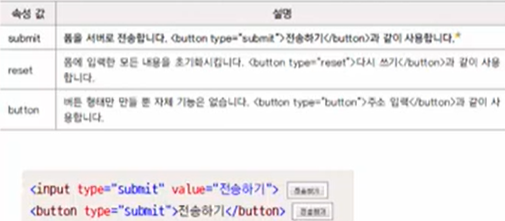 속성 값 설명
submit 폼을 서버로 전송합니다. <button type="submit">전송하기</button>과 같이 사용합니다.*
reset 폼에 입력한 모든 내용을 초기화시킵니다. <button type="reset">다시 쓰기</button>과 같이 사용
합니다.
button 버튼 형태만 만들 뿐 자체 기능은 없습니다. <button type="button">주소 입력</button>과 같이 사
용합니다.
<input type="submit" value="전송하기"> 전송하기
<button type="submit">전송하기</button> 전송하기